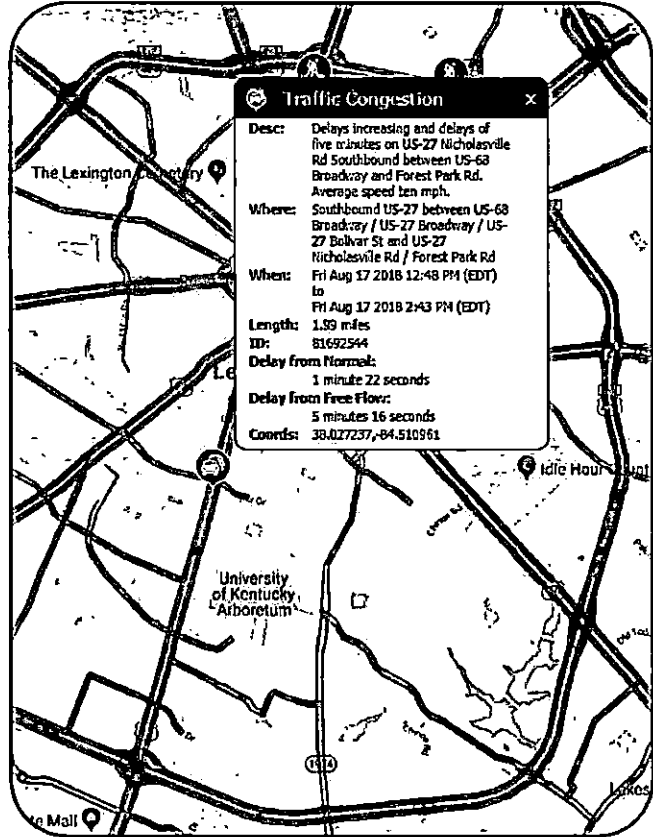 Traffic Congestion X
Desc: Delays increasing and delays of
five minutes on US-27 Nicholasville
Rd Southbound between US-68
Broadway and Forest Park Rd.
Average speed ten mph.
Where: Southbound US-27 between US-68
Broadway / US-27 Broadway / US-
27 Bolivar St and US-27
Nicholasville Rd / Forest Park Rd
When: Fri Aug 17 2018 12:48 PM (EDT)
to
Fri Aug 17 2018 2:43 PM (EDT)
Length: 1.99 miles
ID: 81692544
Delay from Normal:
1 minute 22 seconds
Delay from Free Flow:
5 minutes 16 seconds
Coords: 38.027237,-84.510961
The Lexington Cemetery
Le
Idle Hour
University
of Kentucky
Arboretum
Dr
1974
Lakes
te Mall